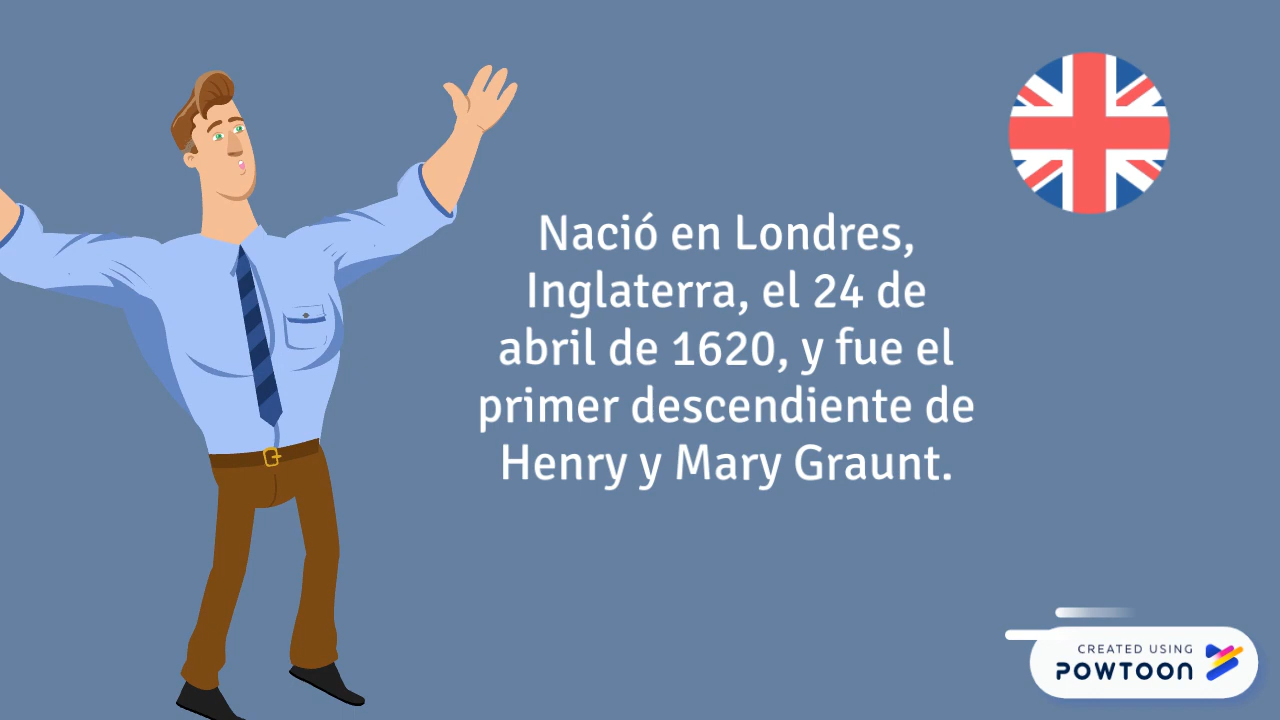 Nació en Londres,
Inglaterra, el 24 de
abril de 1620, y fue el
primer descendiente de
Henry y Mary Graunt.
CREATED USING
POWTOON